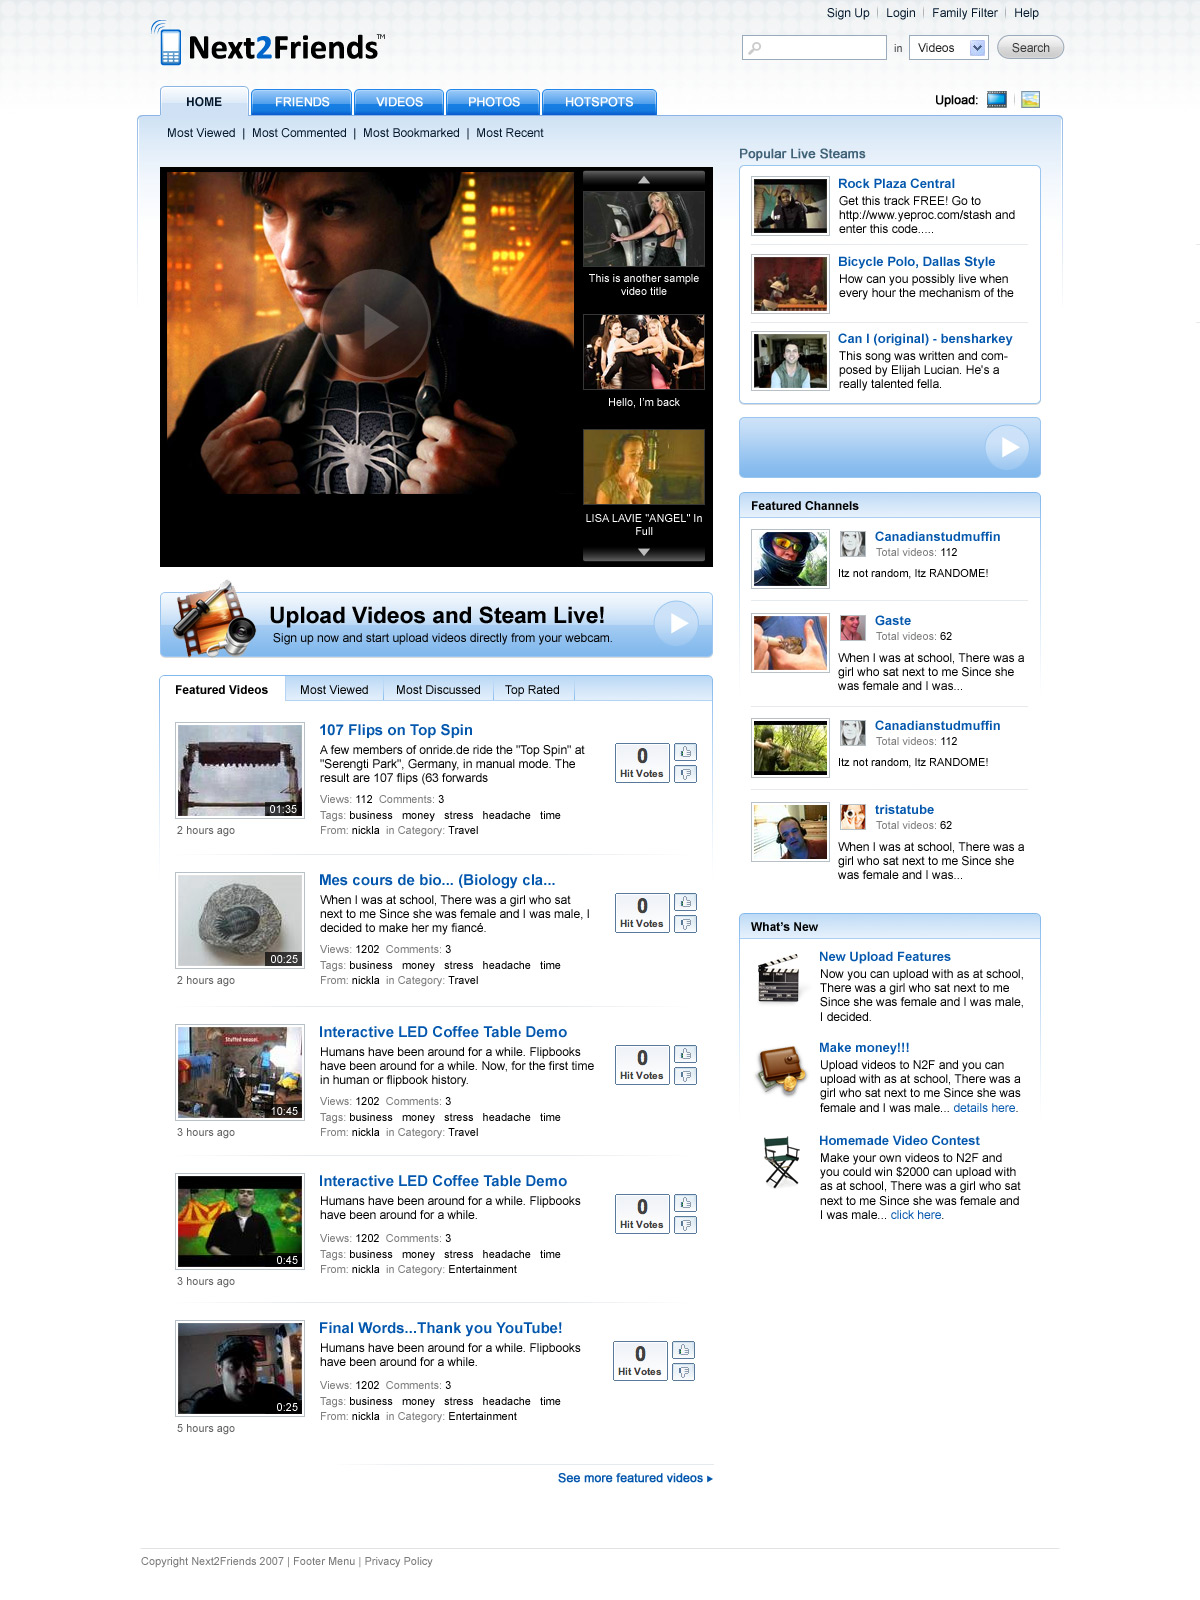 Sign Up | Login | Family Filter | Help
Next2Friends™
in Videos Search
HOME FRIENDS VIDEOS PHOTOS HOTSPOTS
Upload:
Most Viewed | Most Commented | Most Bookmarked | Most Recent
This is another sample
video title
Hello, I'm back
LISA LAVIE "ANGEL" In
Full
Upload Videos and Steam Live!
Sign up now and start upload videos directly from your webcam.
Featured Videos Most Viewed Most Discussed Top Rated
107 Flips on Top Spin
A few members of onride.de ride the "Top Spin" at
"Serengti Park", Germany, in manual mode. The
result are 107 flips (63 forwards
Views: 112 Comments: 3
Tags: business money stress headache time
From: nickla in Category: Travel
01:35
2 hours ago
0
Hit Votes
Mes cours de bio... (Biology cla...
When I was at school, There was a girl who sat
next to me Since she was female and I was male, I
decided to make her my fiancé.
Views: 1202 Comments: 3
Tags: business money stress headache time
From: nickla in Category: Travel
00:25
2 hours ago
0
Hit Votes
Interactive LED Coffee Table Demo
Humans have been around for a while. Flipbooks
have been around for a while. Now, for the first time
in human or flipbook history.
Views: 1202 Comments: 3
Tags: business money stress headache time
From: nickla in Category: Travel
Stuffed weasel.
10:45
3 hours ago
0
Hit Votes
Interactive LED Coffee Table Demo
Humans have been around for a while. Flipbooks
have been around for a while.
Views: 1202 Comments: 3
Tags: business money stress headache time
From: nickla in Category: Entertainment
0:45
3 hours ago
0
Hit Votes
Final Words...Thank you YouTube!
Humans have been around for a while. Flipbooks
have been around for a while.
Views: 1202 Comments: 3
Tags: business money stress headache time
From: nickla in Category: Entertainment
0:25
5 hours ago
0
Hit Votes
See more featured videos
Popular Live Steams
Rock Plaza Central
Get this track FREE! Go to
http://www.yeproc.com/stash and
enter this code.....
Bicycle Polo, Dallas Style
How can you possibly live when
every hour the mechanism of the
Can I (original) - bensharkey
This song was written and com-
posed by Elijah Lucian. He's a
really talented fella.
Featured Channels
Canadianstudmuffin
Total videos: 112
Itz not random, Itz RANDOME!
Gaste
Total videos: 62
When I was at school, There was a
girl who sat next to me Since she
was female and I was...
Canadianstudmuffin
Total videos: 112
Itz not random, Itz RANDOME!
tristatube
Total videos: 62
When I was at school, There was a
girl who sat next to me Since she
was female and I was...
What's New
New Upload Features
Now you can upload with as at school,
There was a girl who sat next to me
Since she was female and I was male,
I decided.
Make money!!!
Upload videos to N2F and you can
upload with as at school, There was a
girl who sat next to me Since she was
female and I was male... details here.
Homemade Video Contest
Make your own videos to N2F and
you could win $2000 can upload with
as at school, There was a girl who sat
next to me Since she was female and
I was male... click here.
Copyright Next2Friends 2007 | Footer Menu | Privacy Policy